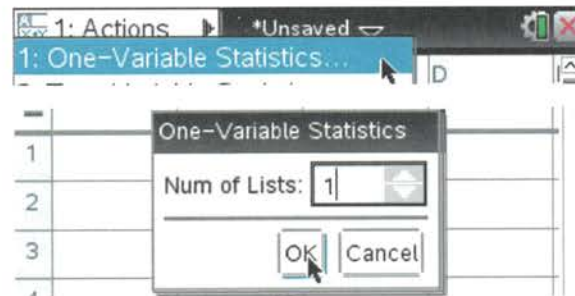 1: Actions *Unsaved
1: One-Variable Statistics...
D
One-Variable Statistics
1
Num of Lists: 1
2
3
OK Cancel